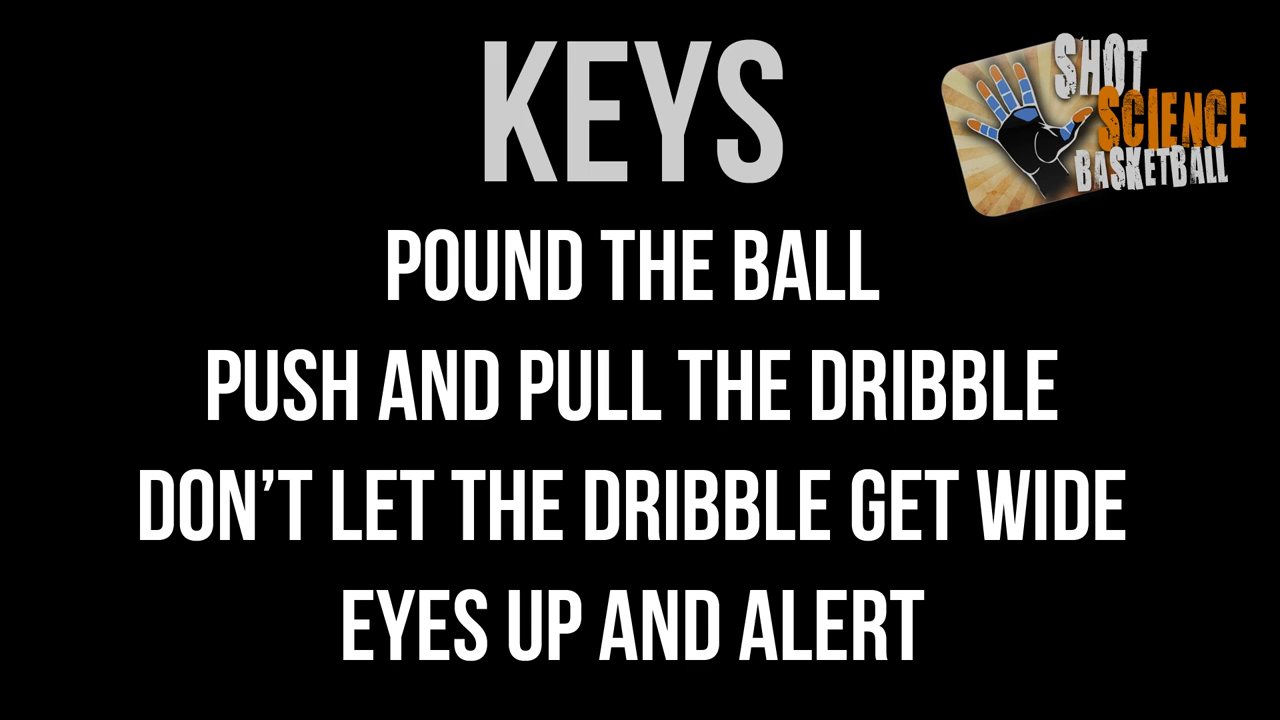 KEYS
SHOT
SCIENCE
BASKETBALL
POUND THE BALL
PUSH AND PULL THE DRIBBLE
DON’T LET THE DRIBBLE GET WIDE
EYES UP AND ALERT